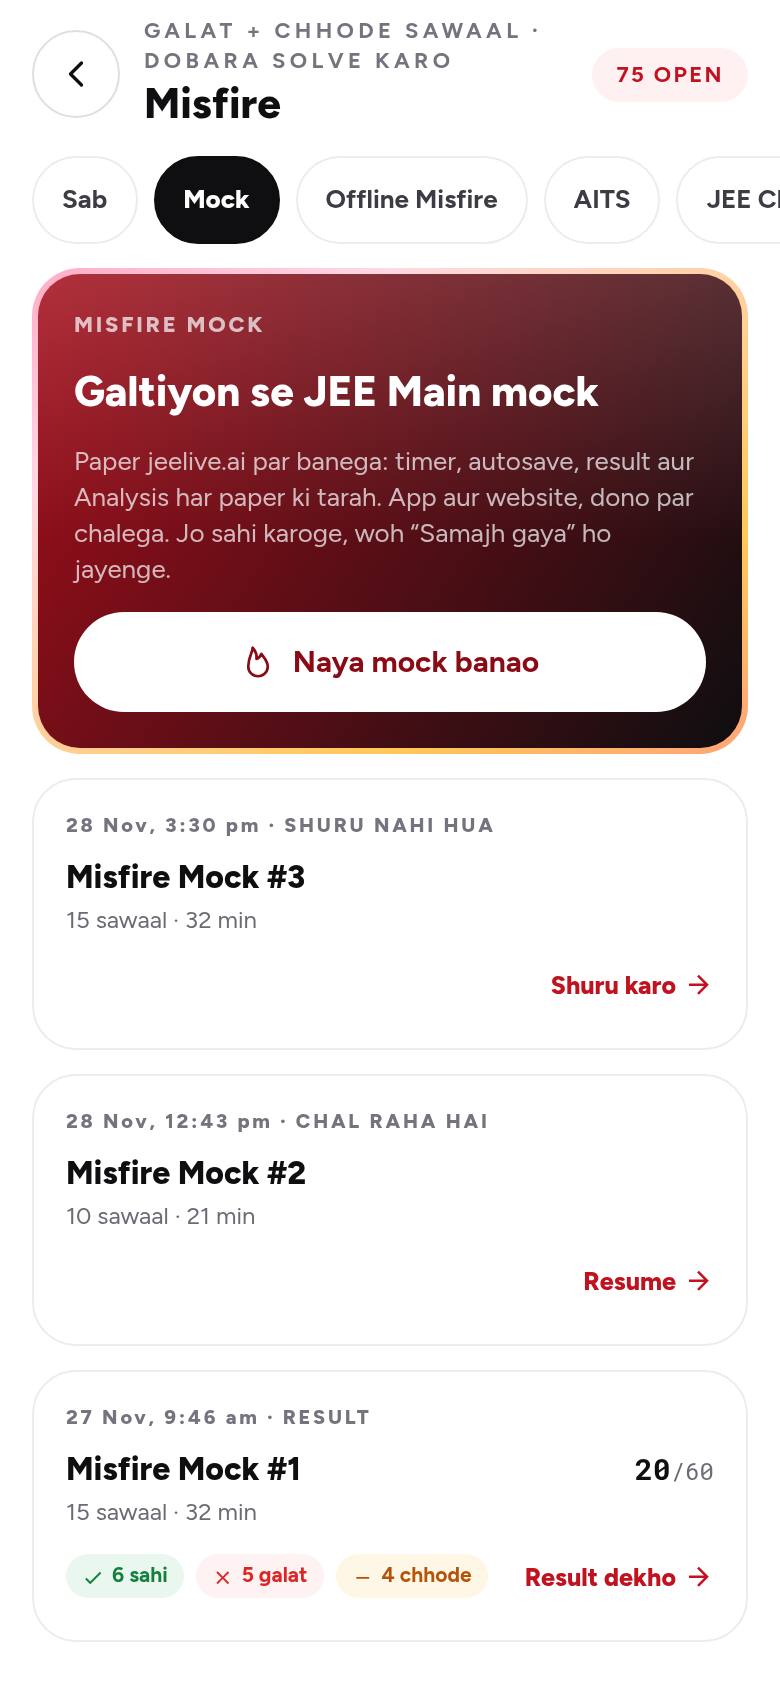 GALAT + CHHODE SAWAAL ·
DOBARA SOLVE KARO
Misfire
75 OPEN
Sab
Mock
Offline Misfire
AITS
JEE
MISFIRE MOCK
Galtiyon se JEE Main mock
Paper jeelive.ai par banega: timer, autosave, result aur
Analysis har paper ki tarah. App aur website, dono par
chalega. Jo sahi karoge, woh “Samajh gaya” ho
jayenge.
Naya mock banao
28 Nov, 3:30 pm · SHURU NAHI HUA
Misfire Mock #3
15 sawaal · 32 min
Shuru karo →
28 Nov, 12:43 pm · CHAL RAHA HAI
Misfire Mock #2
10 sawaal · 21 min
Resume →
27 Nov, 9:46 am · RESULT
Misfire Mock #1
20/60
15 sawaal · 32 min
6 sahi
5 galat
4 chhode
Result dekho →